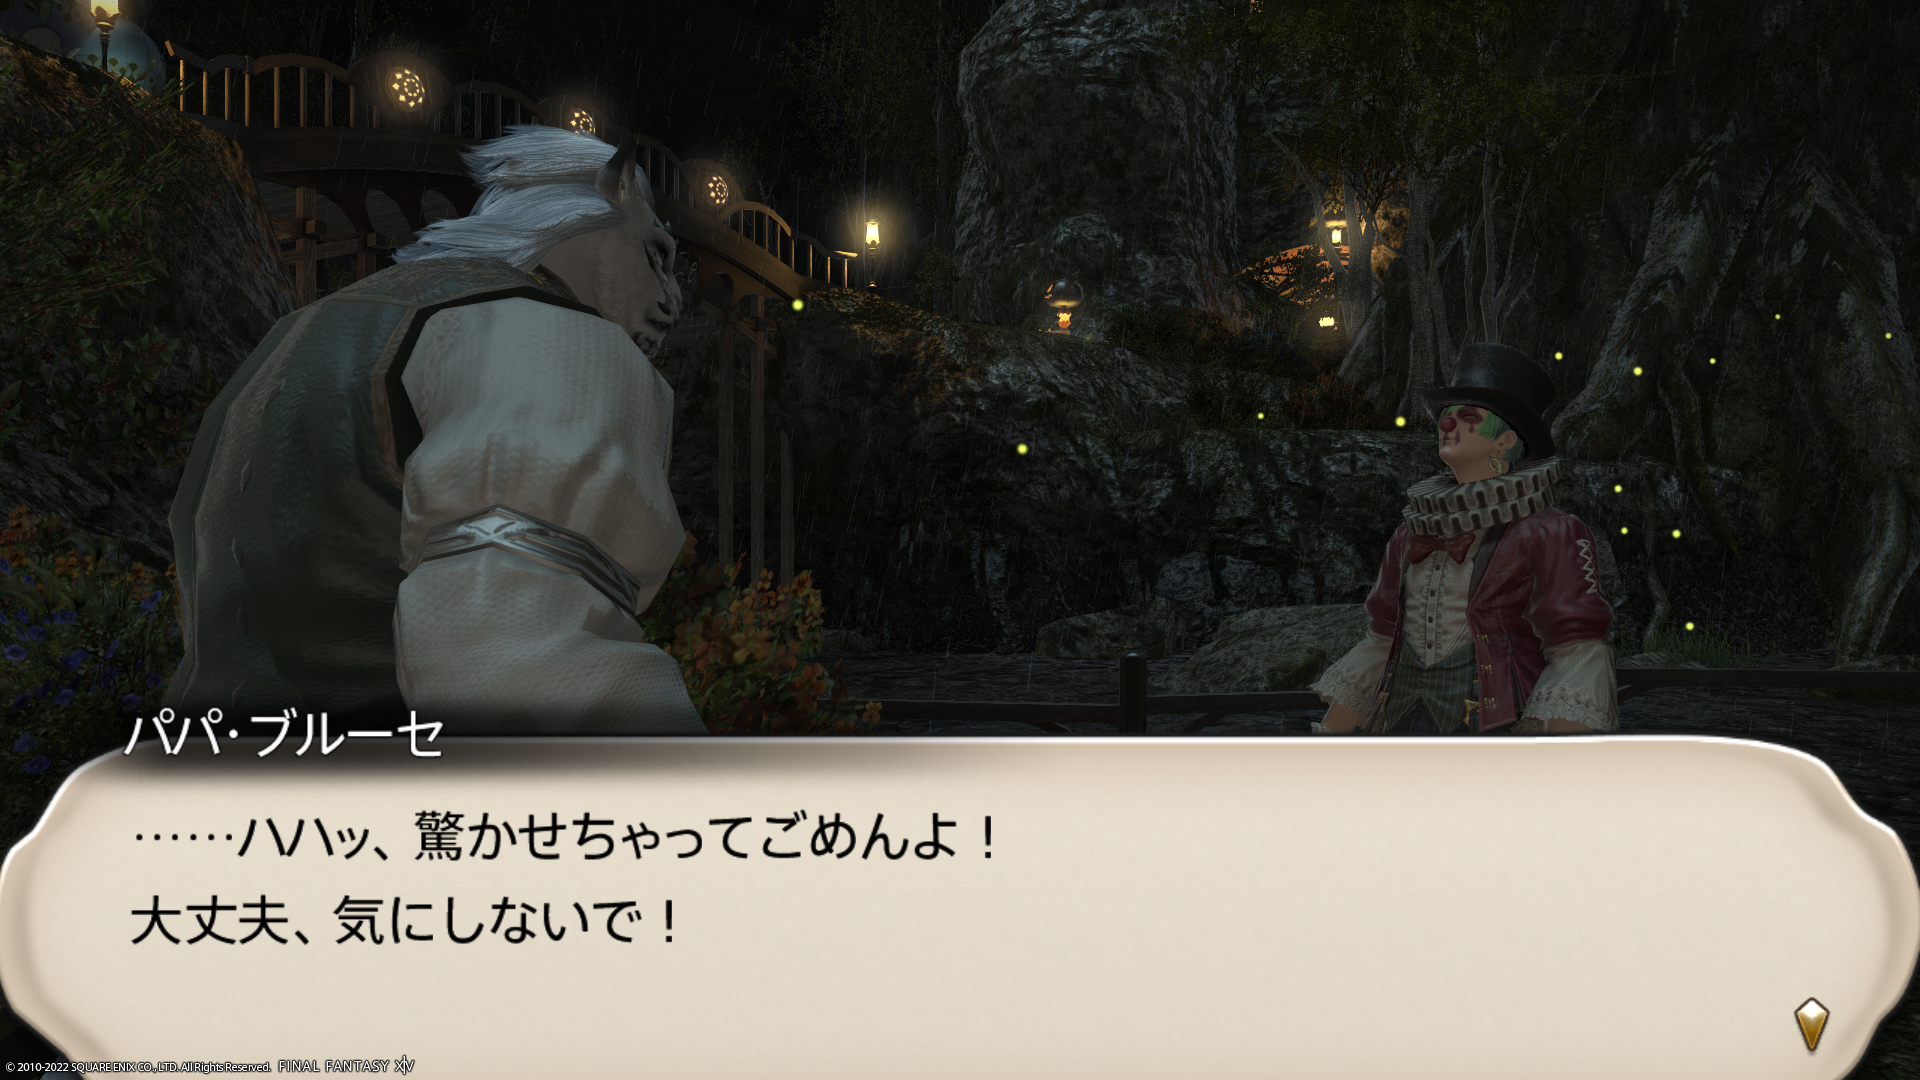 パパ・ブルーセ
……ハハッ、驚かせちゃってごめんよ！
大丈夫、気にしないで！
© 2010-2022 SQUARE ENIX CO., LTD. All Rights Reserved. FINAL FANTASY XIV